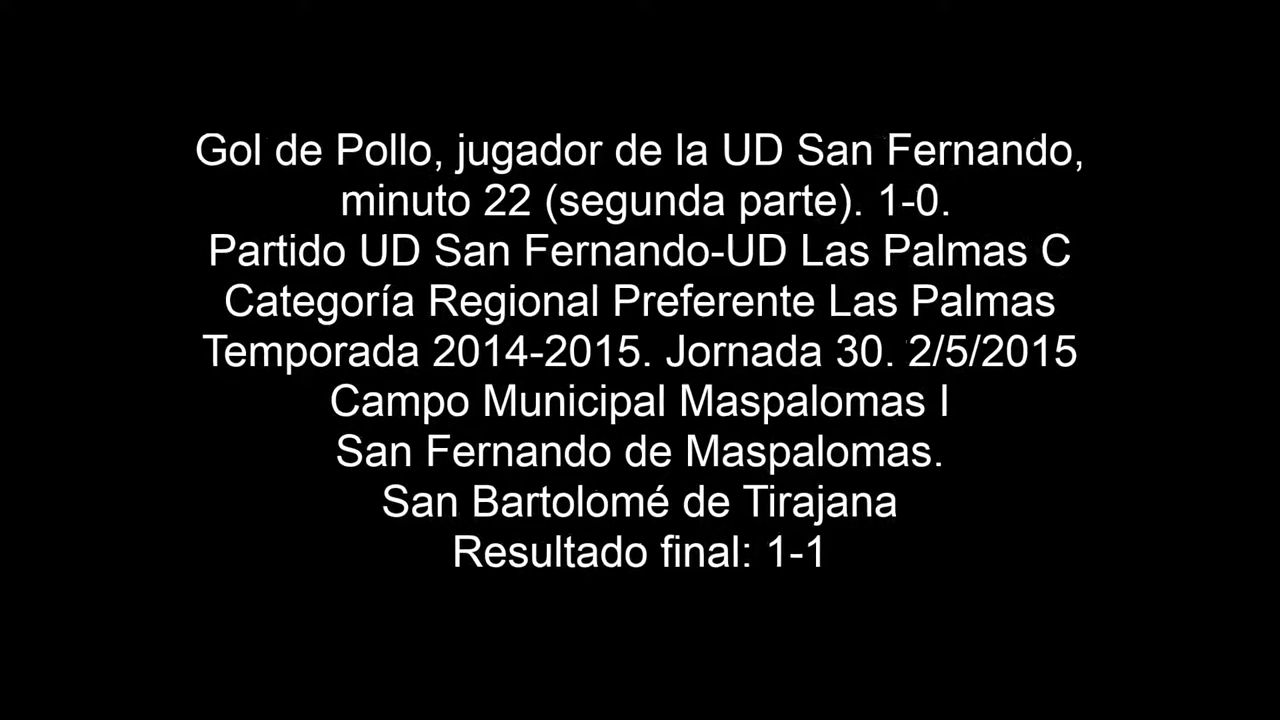 Gol de Pollo, jugador de la UD San Fernando,
minuto 22 (segunda parte). 1-0.
Partido UD San Fernando-UD Las Palmas C
Categoría Regional Preferente Las Palmas
Temporada 2014-2015. Jornada 30. 2/5/2015
Campo Municipal Maspalomas I
San Fernando de Maspalomas.
San Bartolomé de Tirajana
Resultado final: 1-1